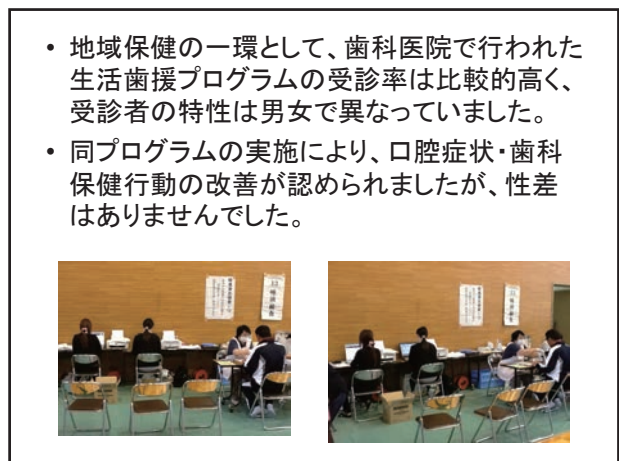 • 地域保健の一環として、歯科医院で行われた
生活歯援プログラムの受診率は比較的高く、
受診者の特性は男女で異なっていました。
• 同プログラムの実施により、口腔症状・歯科
保健行動の改善が認められましたが、性差
はありませんでした。